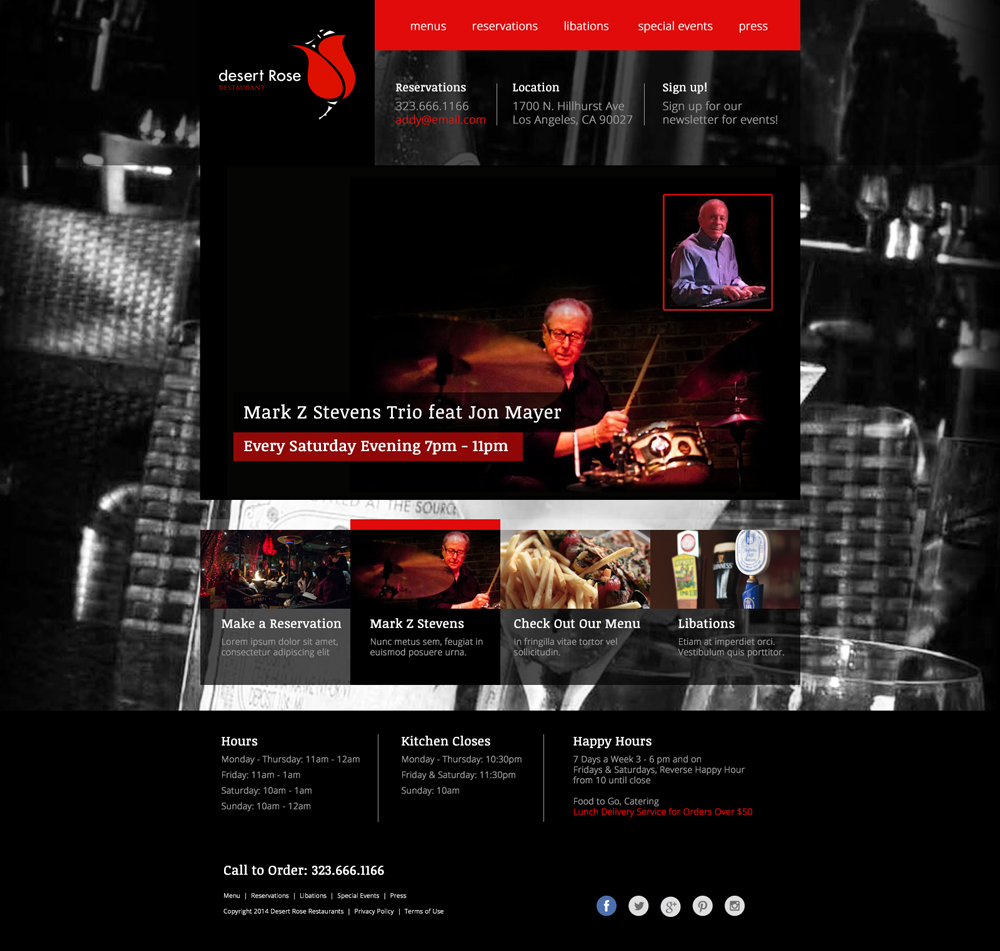 menus reservations libations special events press
desert Rose
RESTAURANT
Reservations
323.666.1166
addy@email.com
Location
1700 N. Hillhurst Ave
Los Angeles, CA 90027
Sign up!
Sign up for our
newsletter for events!
Mark Z Stevens Trio feat Jon Mayer
Every Saturday Evening 7pm - 11pm
AT THE SOURC
Make a Reservation
Lorem ipsum dolor sit amet,
consectetur adipiscing elit
Mark Z Stevens
Nunc metus sem, feugiat in
euismod posuere urna.
Check Out Our Menu
In fringilla vitae tortor vel
sollicitudin.
GUINNESS
Libations
Etiam at imperdiet orci.
Vestibulum quis porttitor.
Hours
Monday - Thursday: 11am - 12am
Friday: 11am - 1am
Saturday: 10am - 1am
Sunday: 10am - 12am
Kitchen Closes
Monday - Thursday: 10:30pm
Friday & Saturday: 11:30pm
Sunday: 10am
Happy Hours
7 Days a Week 3 - 6 pm and on
Fridays & Saturdays, Reverse Happy Hour
from 10 until close
Food to Go, Catering
Lunch Delivery Service for Orders Over $50
Call to Order: 323.666.1166
Menu | Reservations | Libations | Special Events | Press
Copyright 2014 Desert Rose Restaurants | Privacy Policy | Terms of Use